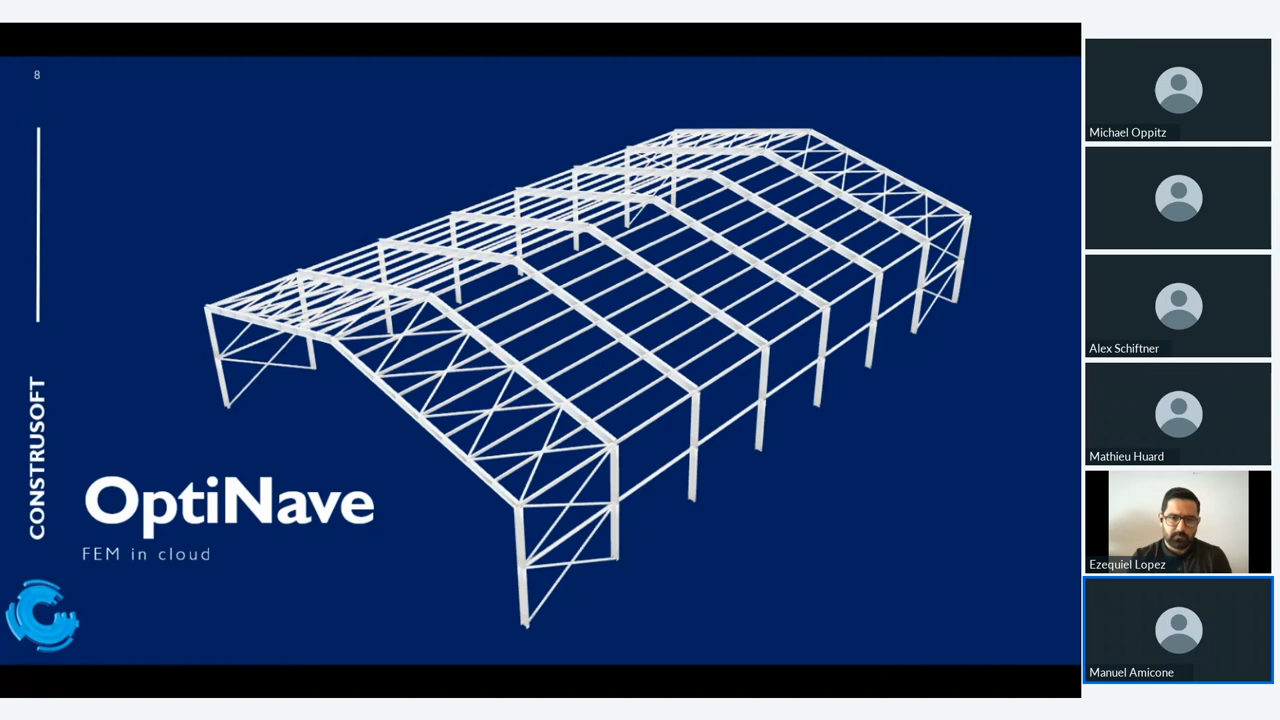 8
CONSTRUSOFT
OptiNave
FEM in cloud
Michael Oppitz
Alex Schiftner
Mathieu Huard
Ezequiel Lopez
Manuel Amicone